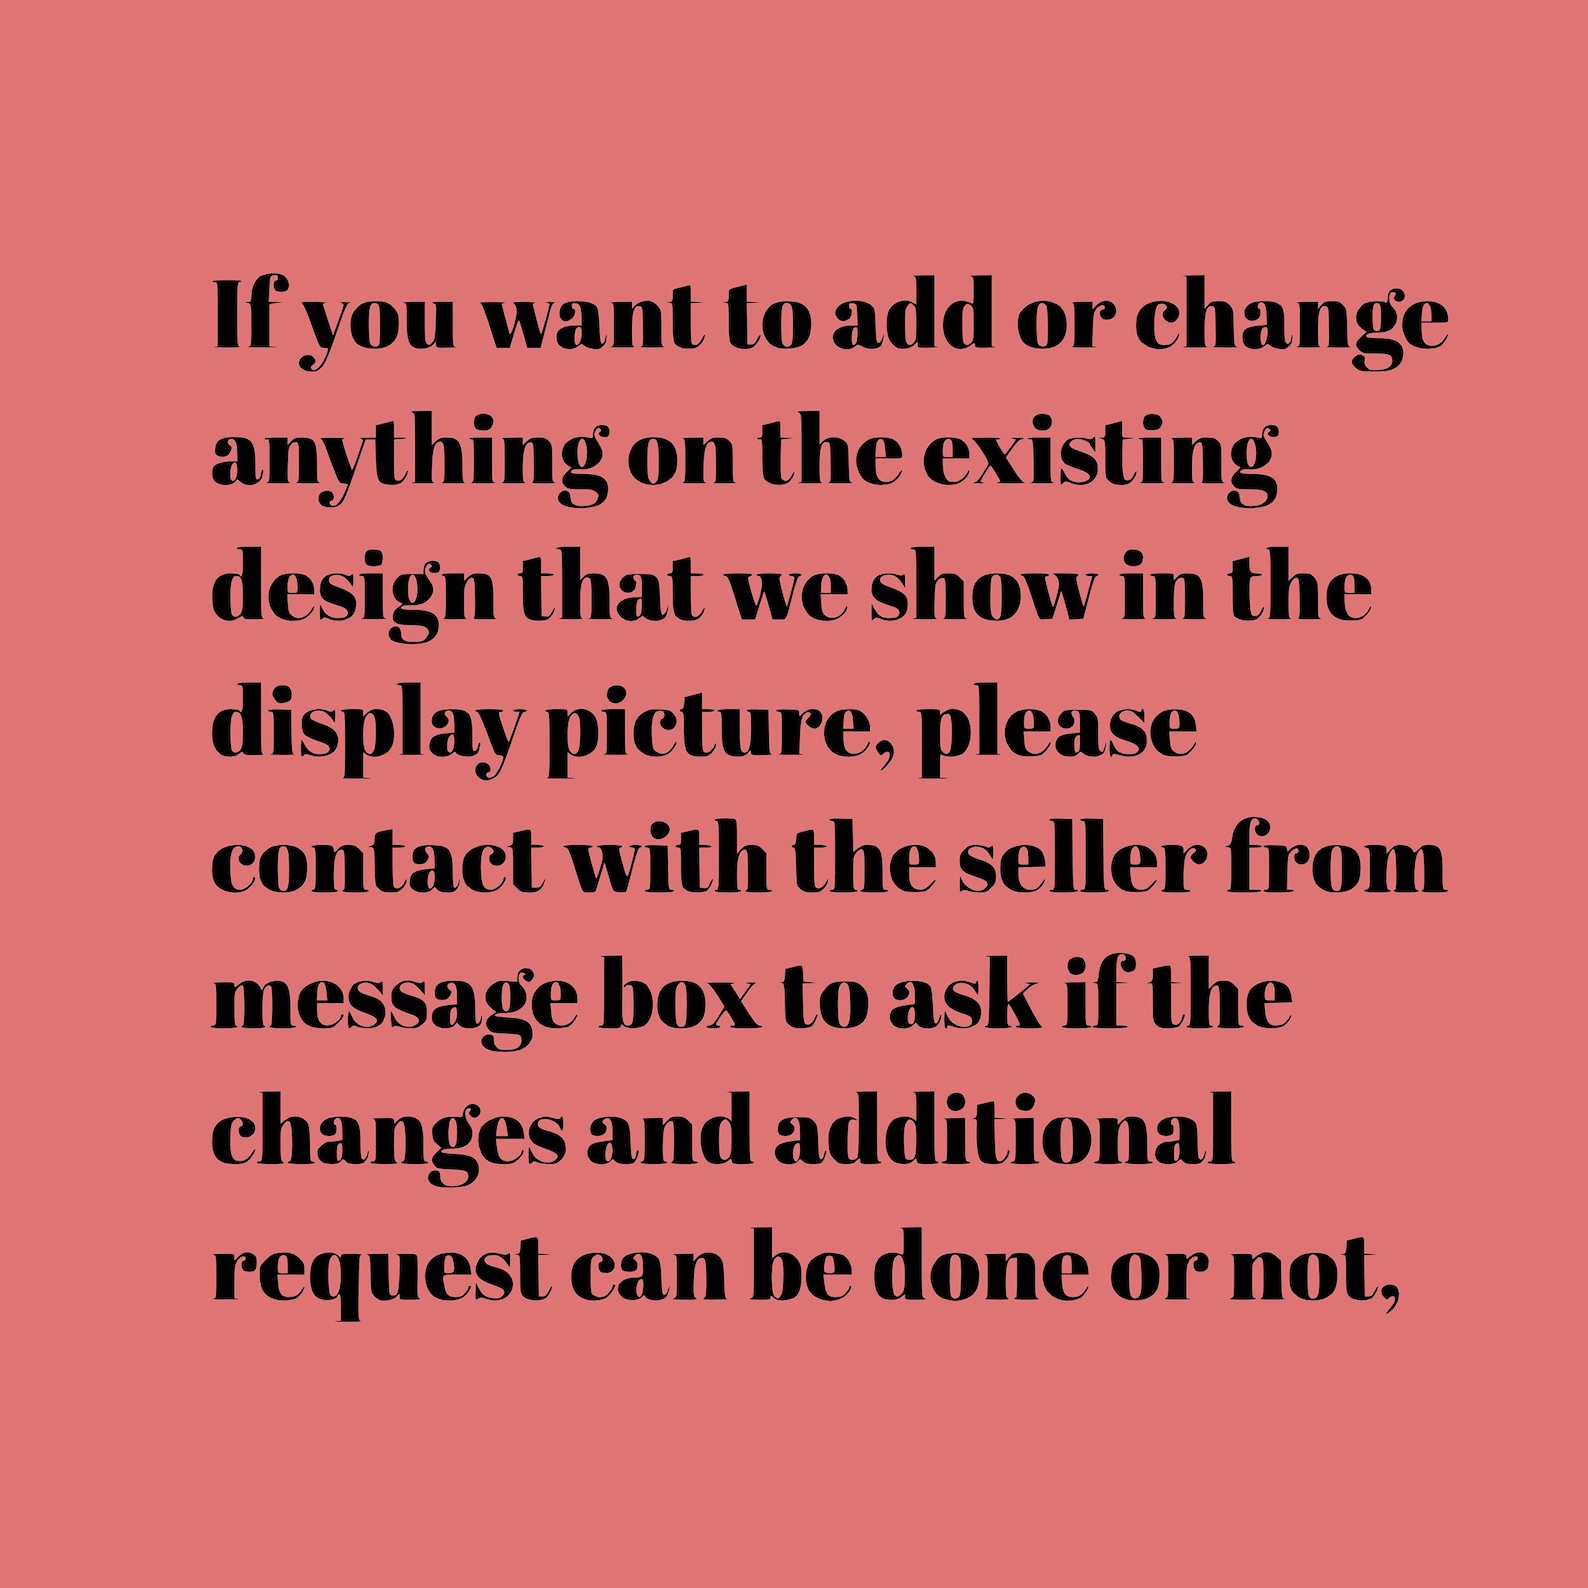 If you want to add or change
anything on the existing
design that we show in the
display picture, please
contact with the seller from
message box to ask if the
changes and additional
request can be done or not,